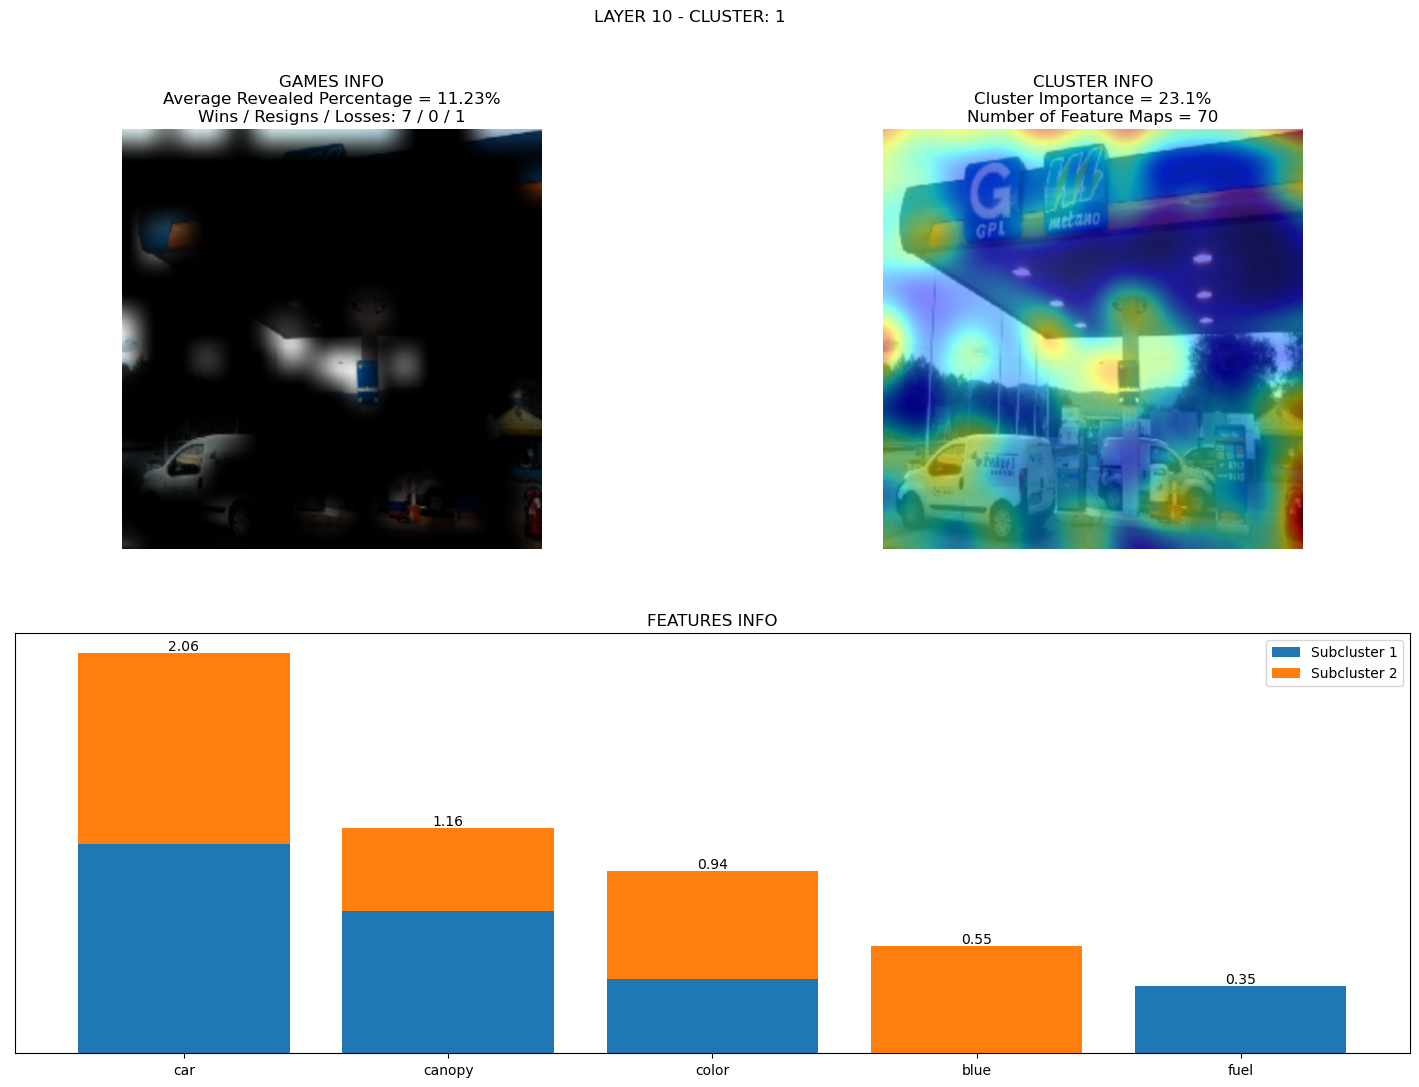 LAYER 10 - CLUSTER: 1
GAMES INFO
Average Revealed Percentage = 11.23%
Wins / Resigns / Losses: 7 / 0 / 1
CLUSTER INFO
Cluster Importance = 23.1%
Number of Feature Maps = 70
G
GPL
metano
FEATURES INFO
Subcluster 1
Subcluster 2
2.06
1.16
0.94
0.55
0.35
car
canopy
color
blue
fuel